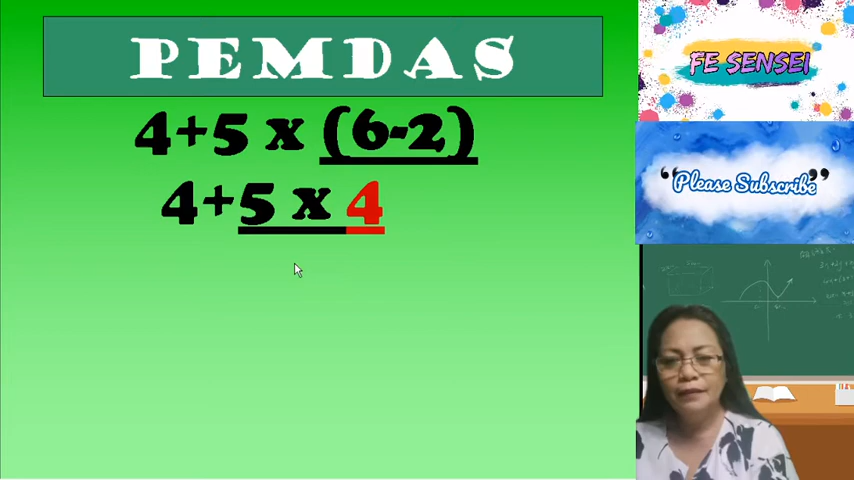 PEMDAS
4+5 x (6-2)
4+5 x 4
FE SENSEI
“Please Subscribe”